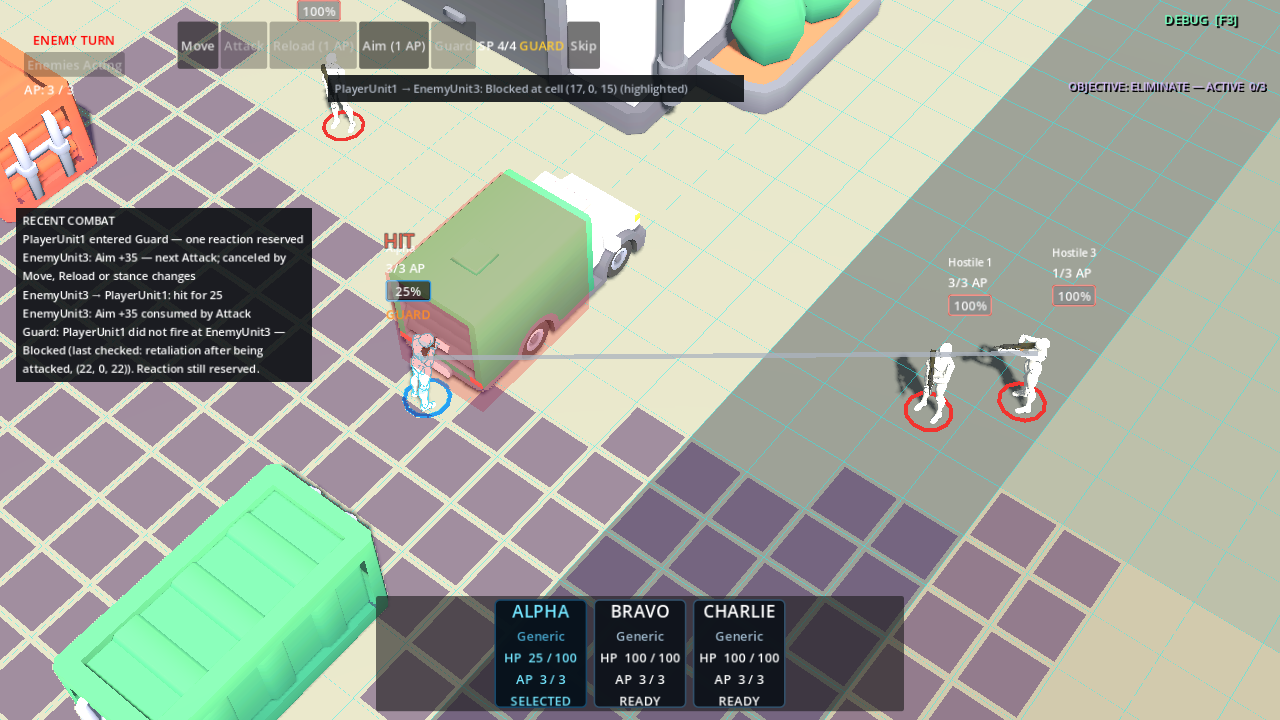 100%
DEBUG [F3]
ENEMY TURN
Enemies Acting
AP: 3 / 3
Move
Attack
Reload (1 AP)
Aim (1 AP)
Guard
SP 4/4
GUARD
Skip
PlayerUnit1 → EnemyUnit3: Blocked at cell (17, 0, 15) (highlighted)
OBJECTIVE: ELIMINATE — ACTIVE 0/3
RECENT COMBAT
PlayerUnit1 entered Guard — one reaction reserved
EnemyUnit3: Aim +35 — next Attack; canceled by
Move, Reload or stance changes
EnemyUnit3 → PlayerUnit1: hit for 25
EnemyUnit3: Aim +35 consumed by Attack
Guard: PlayerUnit1 did not fire at EnemyUnit3 —
Blocked (last checked: retaliation after being
attacked, (22, 0, 22)). Reaction still reserved.
HIT
3/3 AP
25%
GUARD
Hostile 1
3/3 AP
100%
Hostile 3
1/3 AP
100%
ALPHA
Generic
HP 25 / 100
AP 3 / 3
SELECTED
BRAVO
Generic
HP 100 / 100
AP 3 / 3
READY
CHARLIE
Generic
HP 100 / 100
AP 3 / 3
READY